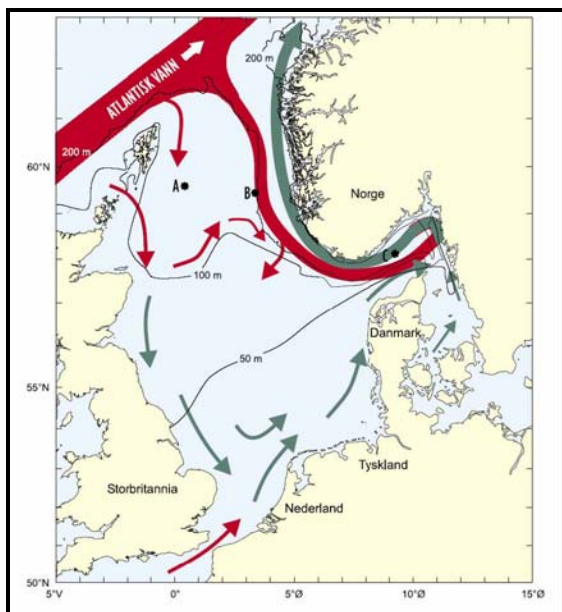 200 m
ATLANTISK VANN
200 m
60°N
A
B
Norge
C
100 m
Danmark
50 m
55°N
Storbritannia
Tyskland
Nederland
50°N
5°V
0°
5°Ø
10°Ø
15°Ø